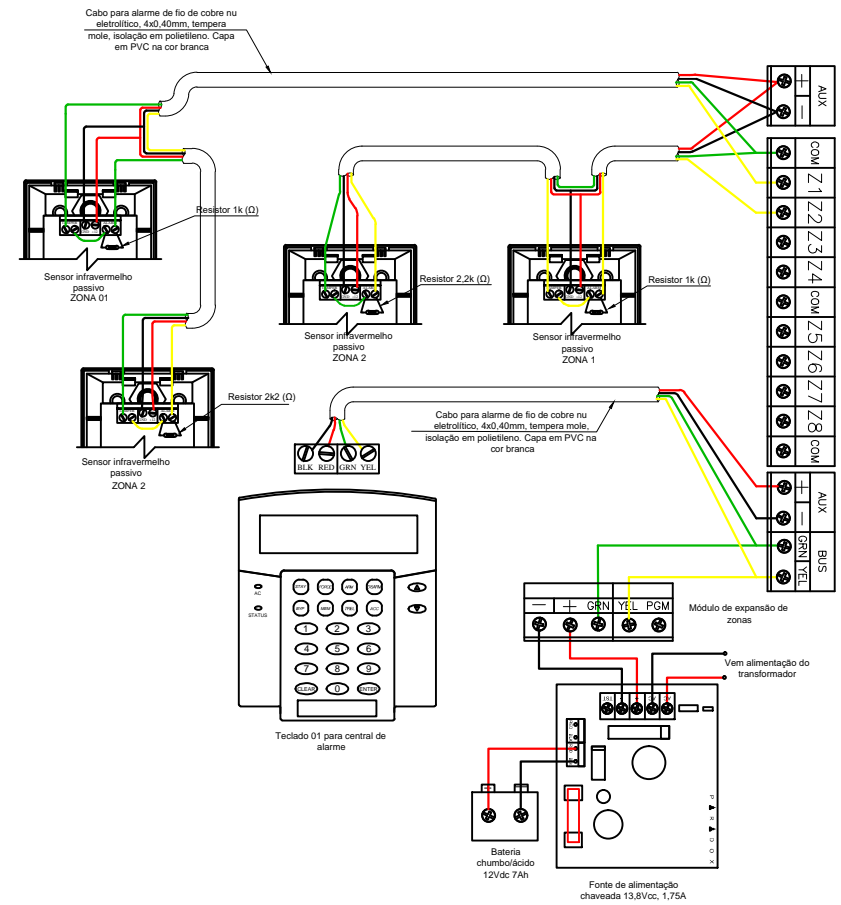 Cabo para alarme de fio de cobre nu
eletrolítico, 4x0,40mm, tempera
mole, isolação em polietileno. Capa
em PVC na cor branca
AUX
+
−
COM
Z1
Z2
Z3
Z4
COM
Z5
Z6
Z7
Z8
COM
Resistor 1k (Ω)
Sensor infravermelho
passivo
ZONA 01
Resistor 2,2k (Ω)
Sensor infravermelho
passivo
ZONA 2
Resistor 1k (Ω)
Sensor infravermelho
passivo
ZONA 1
Resistor 2k2 (Ω)
Sensor infravermelho
passivo
ZONA 2
Cabo para alarme de fio de cobre nu
eletrolítico, 4x0,40mm, tempera mole,
isolação em polietileno. Capa em PVC na
cor branca
BLK RED GRN YEL
+
−
AUX
GRN
YEL
BUS
AC
STATUS
BYP MEM TRBL ACC
1 2 3
4 5 6
7 8 9
CLEAR 0 ENTER
Teclado 01 para central de
alarme
− + GRN YEL PGM
Módulo de expansão de
zonas
Vem alimentação do
transformador
TST − + AC AC
P A R A D O X
Bateria
chumbo/ácido
12Vdc 7Ah
Fonte de alimentação
chaveada 13,8Vcc, 1,75A